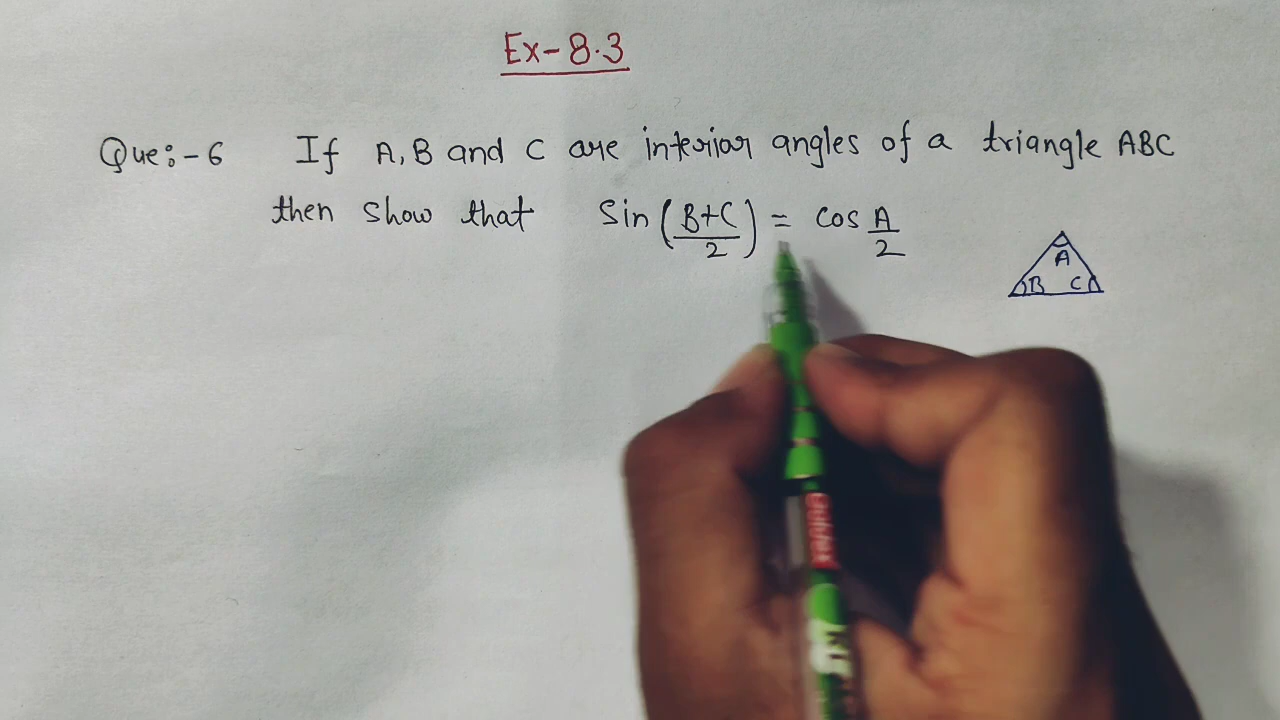 Ex-8.3
Que:-6 If A, B and C are interior angles of a triangle ABC
then show that Sin(B+C/2) = cos A/2
A
B C